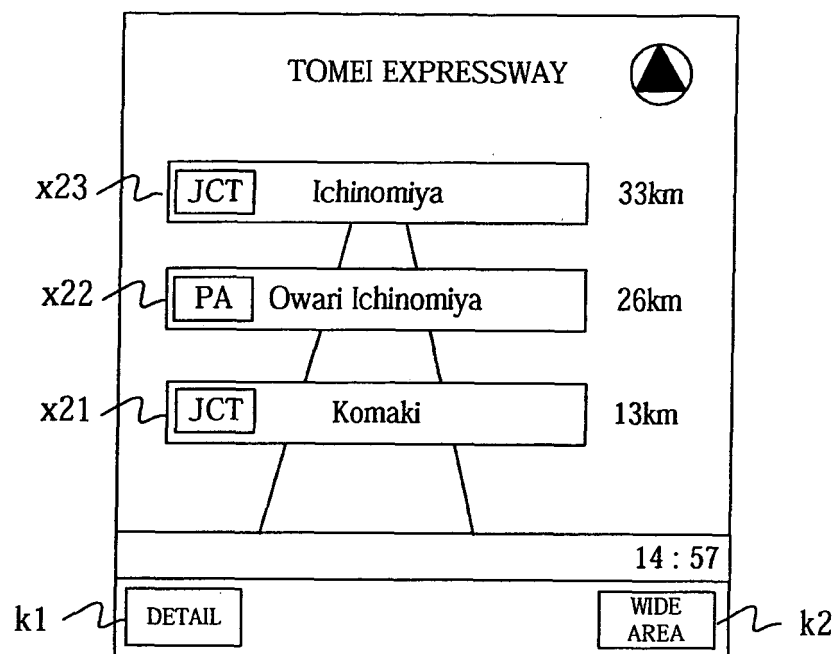 TOMEI EXPRESSWAY
x23 JCT Ichinomiya 33km
x22 PA Owari Ichinomiya 26km
x21 JCT Komaki 13km
14 : 57
k1 DETAIL WIDE AREA k2